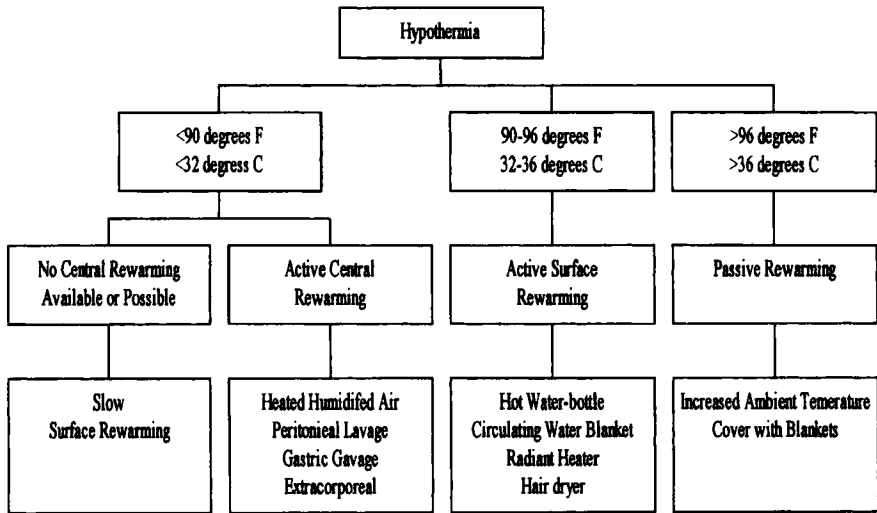 Hypothermia
<90 degrees F
<32 degress C
90-96 degrees F
32-36 degrees C
>96 degrees F
>36 degrees C
No Central Rewarming
Available or Possible
Active Central
Rewarming
Active Surface
Rewarming
Passive Rewarming
Slow
Surface Rewarming
Heated Humidifed Air
Peritonieal Lavage
Gastric Gavage
Extracorporeal
Hot Water-bottle
Circulating Water Blanket
Radiant Heater
Hair dryer
Increased Ambient Temerature
Cover with Blankets